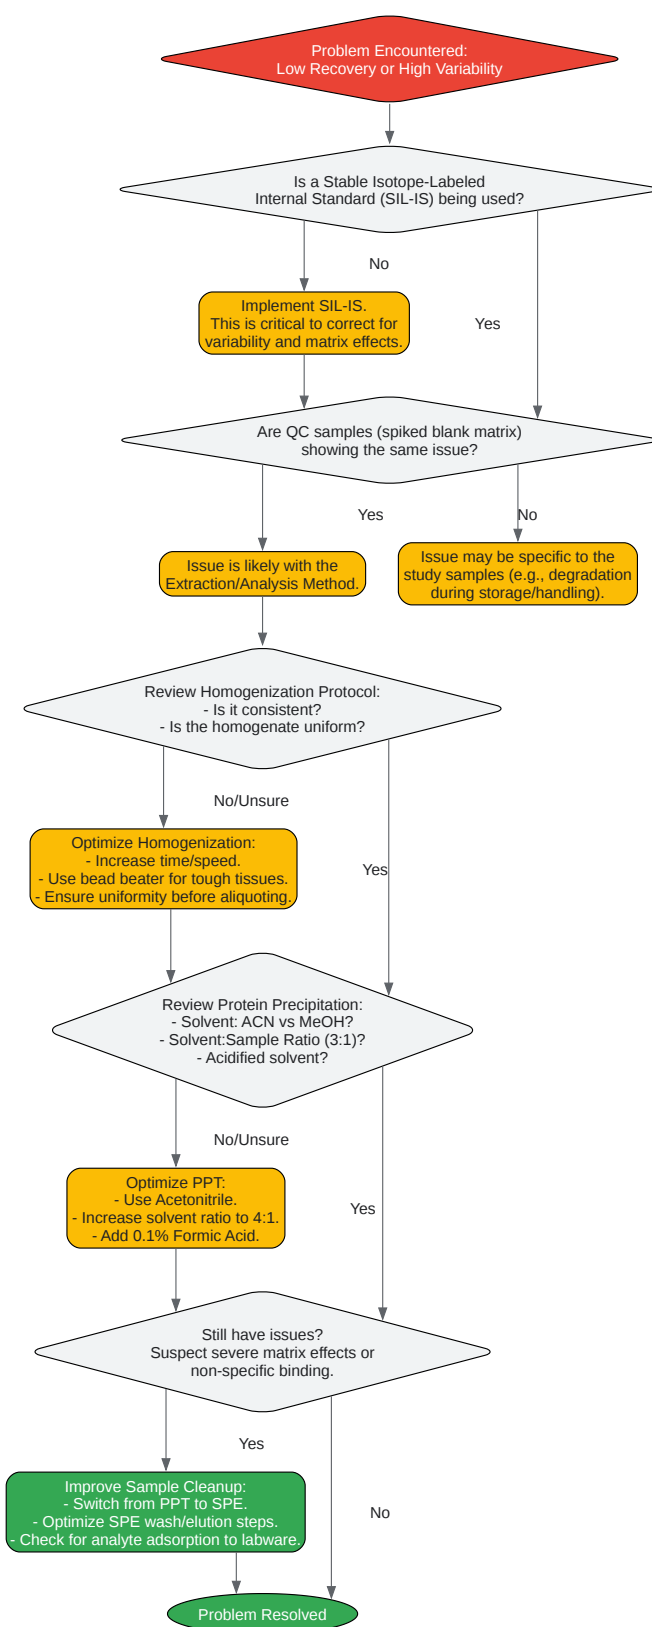 Problem Encountered:
Low Recovery or High Variability
Is a Stable Isotope-Labeled
Internal Standard (SIL-IS) being used?
No
Implement SIL-IS.
This is critical to correct for
variability and matrix effects.
Yes
Are QC samples (spiked blank matrix)
showing the same issue?
Yes
No
Issue is likely with the
Extraction/Analysis Method.
Issue may be specific to the
study samples (e.g., degradation
during storage/handling).
Review Homogenization Protocol:
- Is it consistent?
- Is the homogenate uniform?
No/Unsure
Optimize Homogenization:
- Increase time/speed.
- Use bead beater for tough tissues.
- Ensure uniformity before aliquoting.
Yes
Review Protein Precipitation:
- Solvent: ACN vs MeOH?
- Solvent:Sample Ratio (3:1)?
- Acidified solvent?
No/Unsure
Optimize PPT:
- Use Acetonitrile.
- Increase solvent ratio to 4:1.
- Add 0.1% Formic Acid.
Yes
Still have issues?
Suspect severe matrix effects or
non-specific binding.
Yes
Improve Sample Cleanup:
- Switch from PPT to SPE.
- Optimize SPE wash/elution steps.
- Check for analyte adsorption to labware.
No
Problem Resolved